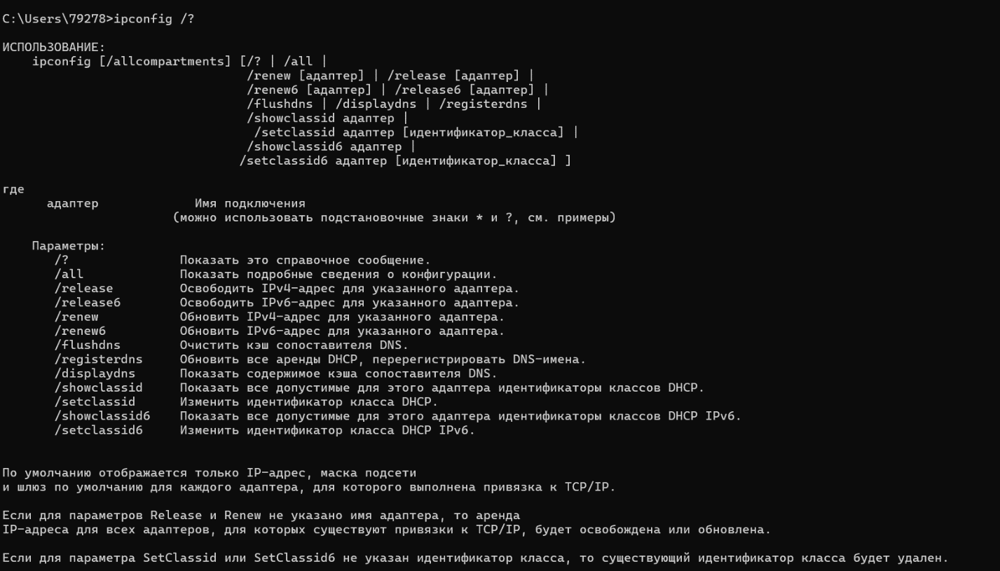 C:\Users\79278>ipconfig /?
ИСПОЛЬЗОВАНИЕ:
ipconfig [/allcompartments] [/? | /all |
/renew [адаптер] | /release [адаптер] |
/renew6 [адаптер] | /release6 [адаптер] |
/flushdns | /displaydns | /registerdns |
/showclassid адаптер |
/setclassid адаптер [идентификатор_класса] |
/showclassid6 адаптер |
/setclassid6 адаптер [идентификатор_класса] ]
где
адаптер Имя подключения
(можно использовать подстановочные знаки * и ?, см. примеры)
Параметры:
/? Показать это справочное сообщение.
/all Показать подробные сведения о конфигурации.
/release Освободить IPv4-адрес для указанного адаптера.
/release6 Освободить IPv6-адрес для указанного адаптера.
/renew Обновить IPv4-адрес для указанного адаптера.
/renew6 Обновить IPv6-адрес для указанного адаптера.
/flushdns Очистить кэш сопоставителя DNS.
/registerdns Обновить все аренды DHCP, перерегистрировать DNS-имена.
/displaydns Показать содержимое кэша сопоставителя DNS.
/showclassid Показать все допустимые для этого адаптера идентификаторы классов DHCP.
/setclassid Изменить идентификатор класса DHCP.
/showclassid6 Показать все допустимые для этого адаптера идентификаторы классов DHCP IPv6.
/setclassid6 Изменить идентификатор класса DHCP IPv6.
По умолчанию отображается только IP-адрес, маска подсети
и шлюз по умолчанию для каждого адаптера, для которого выполнена привязка к TCP/IP.
Если для параметров Release и Renew не указано имя адаптера, то аренда
IP-адреса для всех адаптеров, для которых существуют привязки к TCP/IP, будет освобождена или обновлена.
Если для параметра SetClassid или SetClassid6 не указан идентификатор класса, то существующий идентификатор класса будет удален.